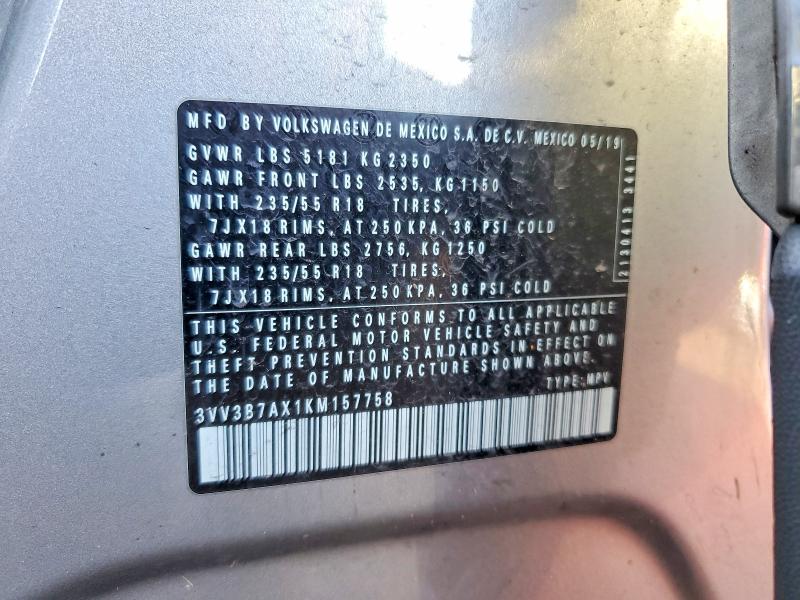 MFD BY VOLKSWAGEN DE MEXICO S.A. DE C.V. MEXICO 05/19
GVWR LBS 5181 KG 2350
GAWR FRONT LBS 2535, KG 1150
WITH 235/55 R18 TIRES,
7JX18 RIMS, AT 250 KPA, 36 PSI COLD
GAWR REAR LBS 2756, KG 1250
WITH 235/55 R18 TIRES,
7JX18 RIMS, AT 250 KPA, 36 PSI COLD
2130413 3441
THIS VEHICLE CONFORMS TO ALL APPLICABLE
U.S. FEDERAL MOTOR VEHICLE SAFETY AND
THEFT PREVENTION STANDARDS IN EFFECT ON
THE DATE OF MANUFACTURE SHOWN ABOVE.
TYPE: MPV
3VV3B7AX1KM157758